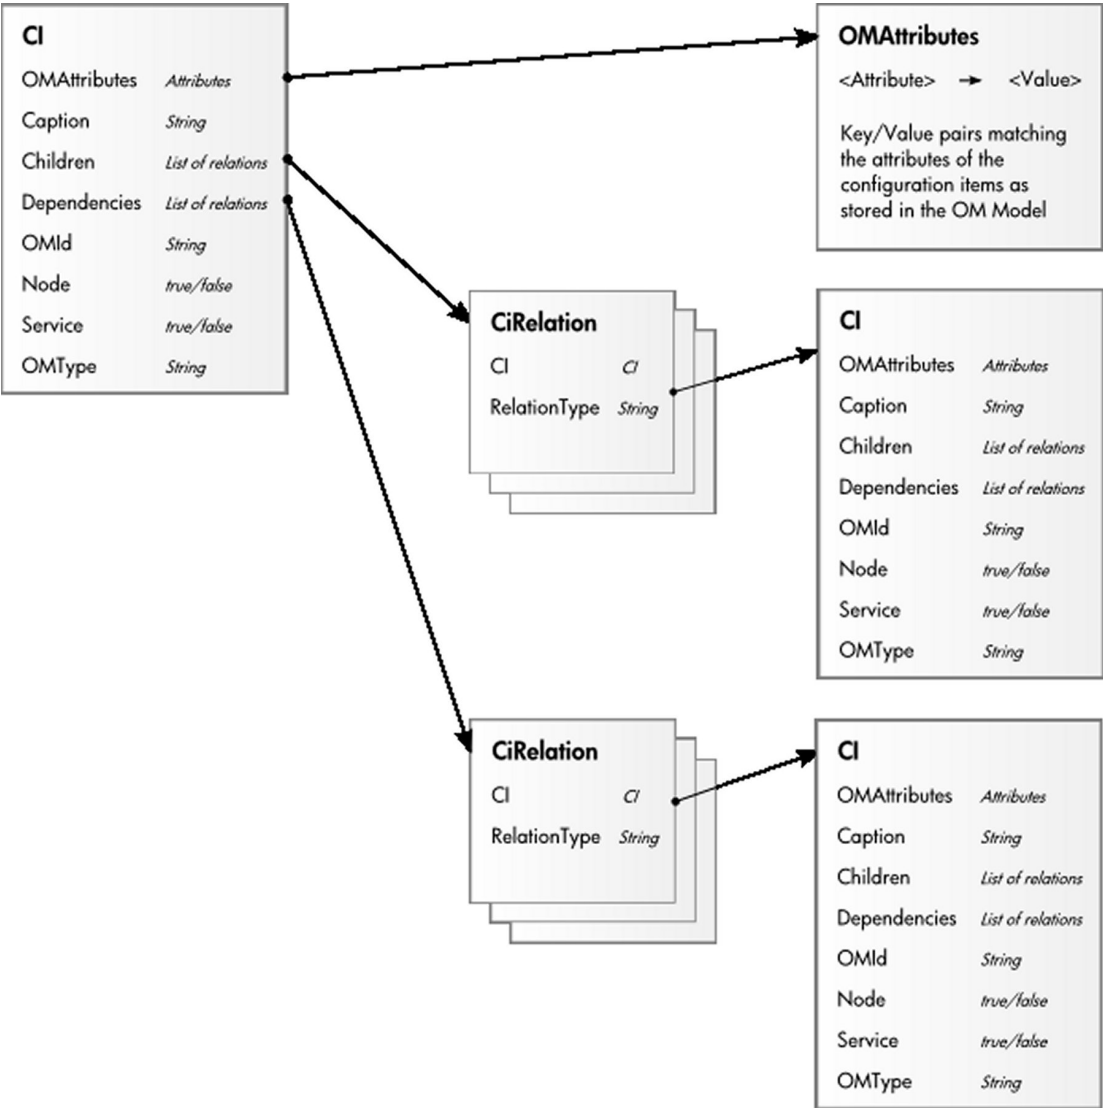 CI
OMAttributes Attributes
Caption String
Children List of relations
Dependencies List of relations
OMId String
Node true/false
Service true/false
OMType String
OMAttributes
<Attribute> → <Value>
Key/Value pairs matching
the attributes of the
configuration items as
stored in the OM Model
CiRelation
CI CI
RelationType String
CI
OMAttributes Attributes
Caption String
Children List of relations
Dependencies List of relations
OMId String
Node true/false
Service true/false
OMType String
CiRelation
CI CI
RelationType String
CI
OMAttributes Attributes
Caption String
Children List of relations
Dependencies List of relations
OMId String
Node true/false
Service true/false
OMType String